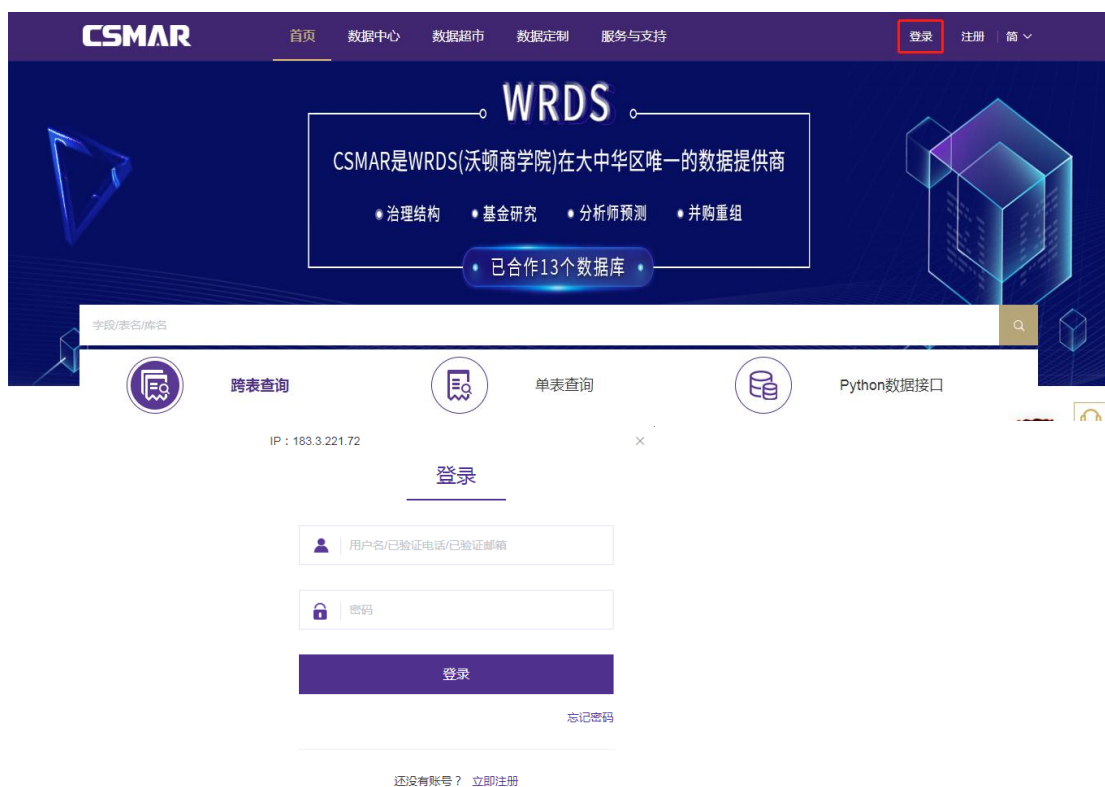 CSMAR 首页 数据中心 数据超市 数据定制 服务与支持 登录 注册 简
WRDS
CSMAR是WRDS(沃顿商学院)在大中华区唯一的数据提供商
•治理结构 •基金研究 •分析师预测 •并购重组
• 已合作13个数据库 •
字段/表名/库名
跨表查询 单表查询 Python数据接口
IP：183.3.221.72
登录
用户名/已验证电话/已验证邮箱
密码
登录
忘记密码
还没有账号？ 立即注册